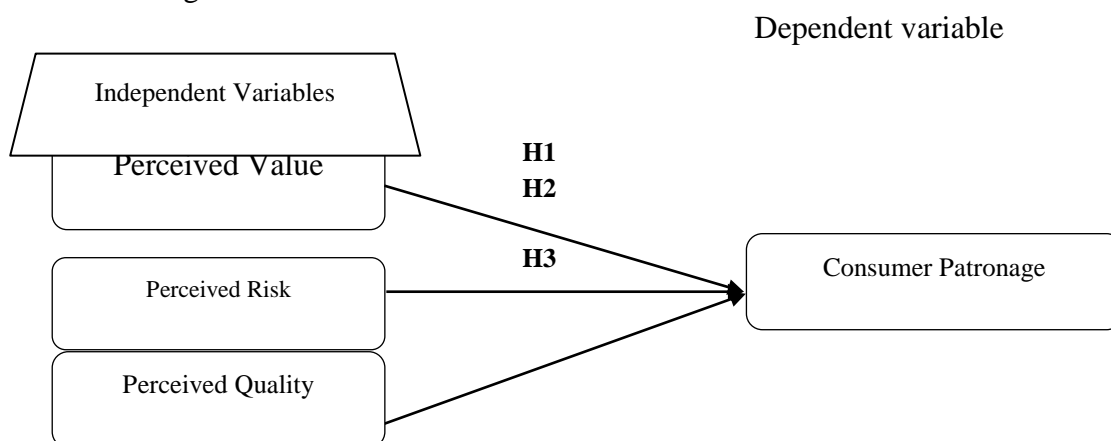 Dependent variable
Independent Variables
Perceived Value
H1
H2
H3
Consumer Patronage
Perceived Risk
Perceived Quality